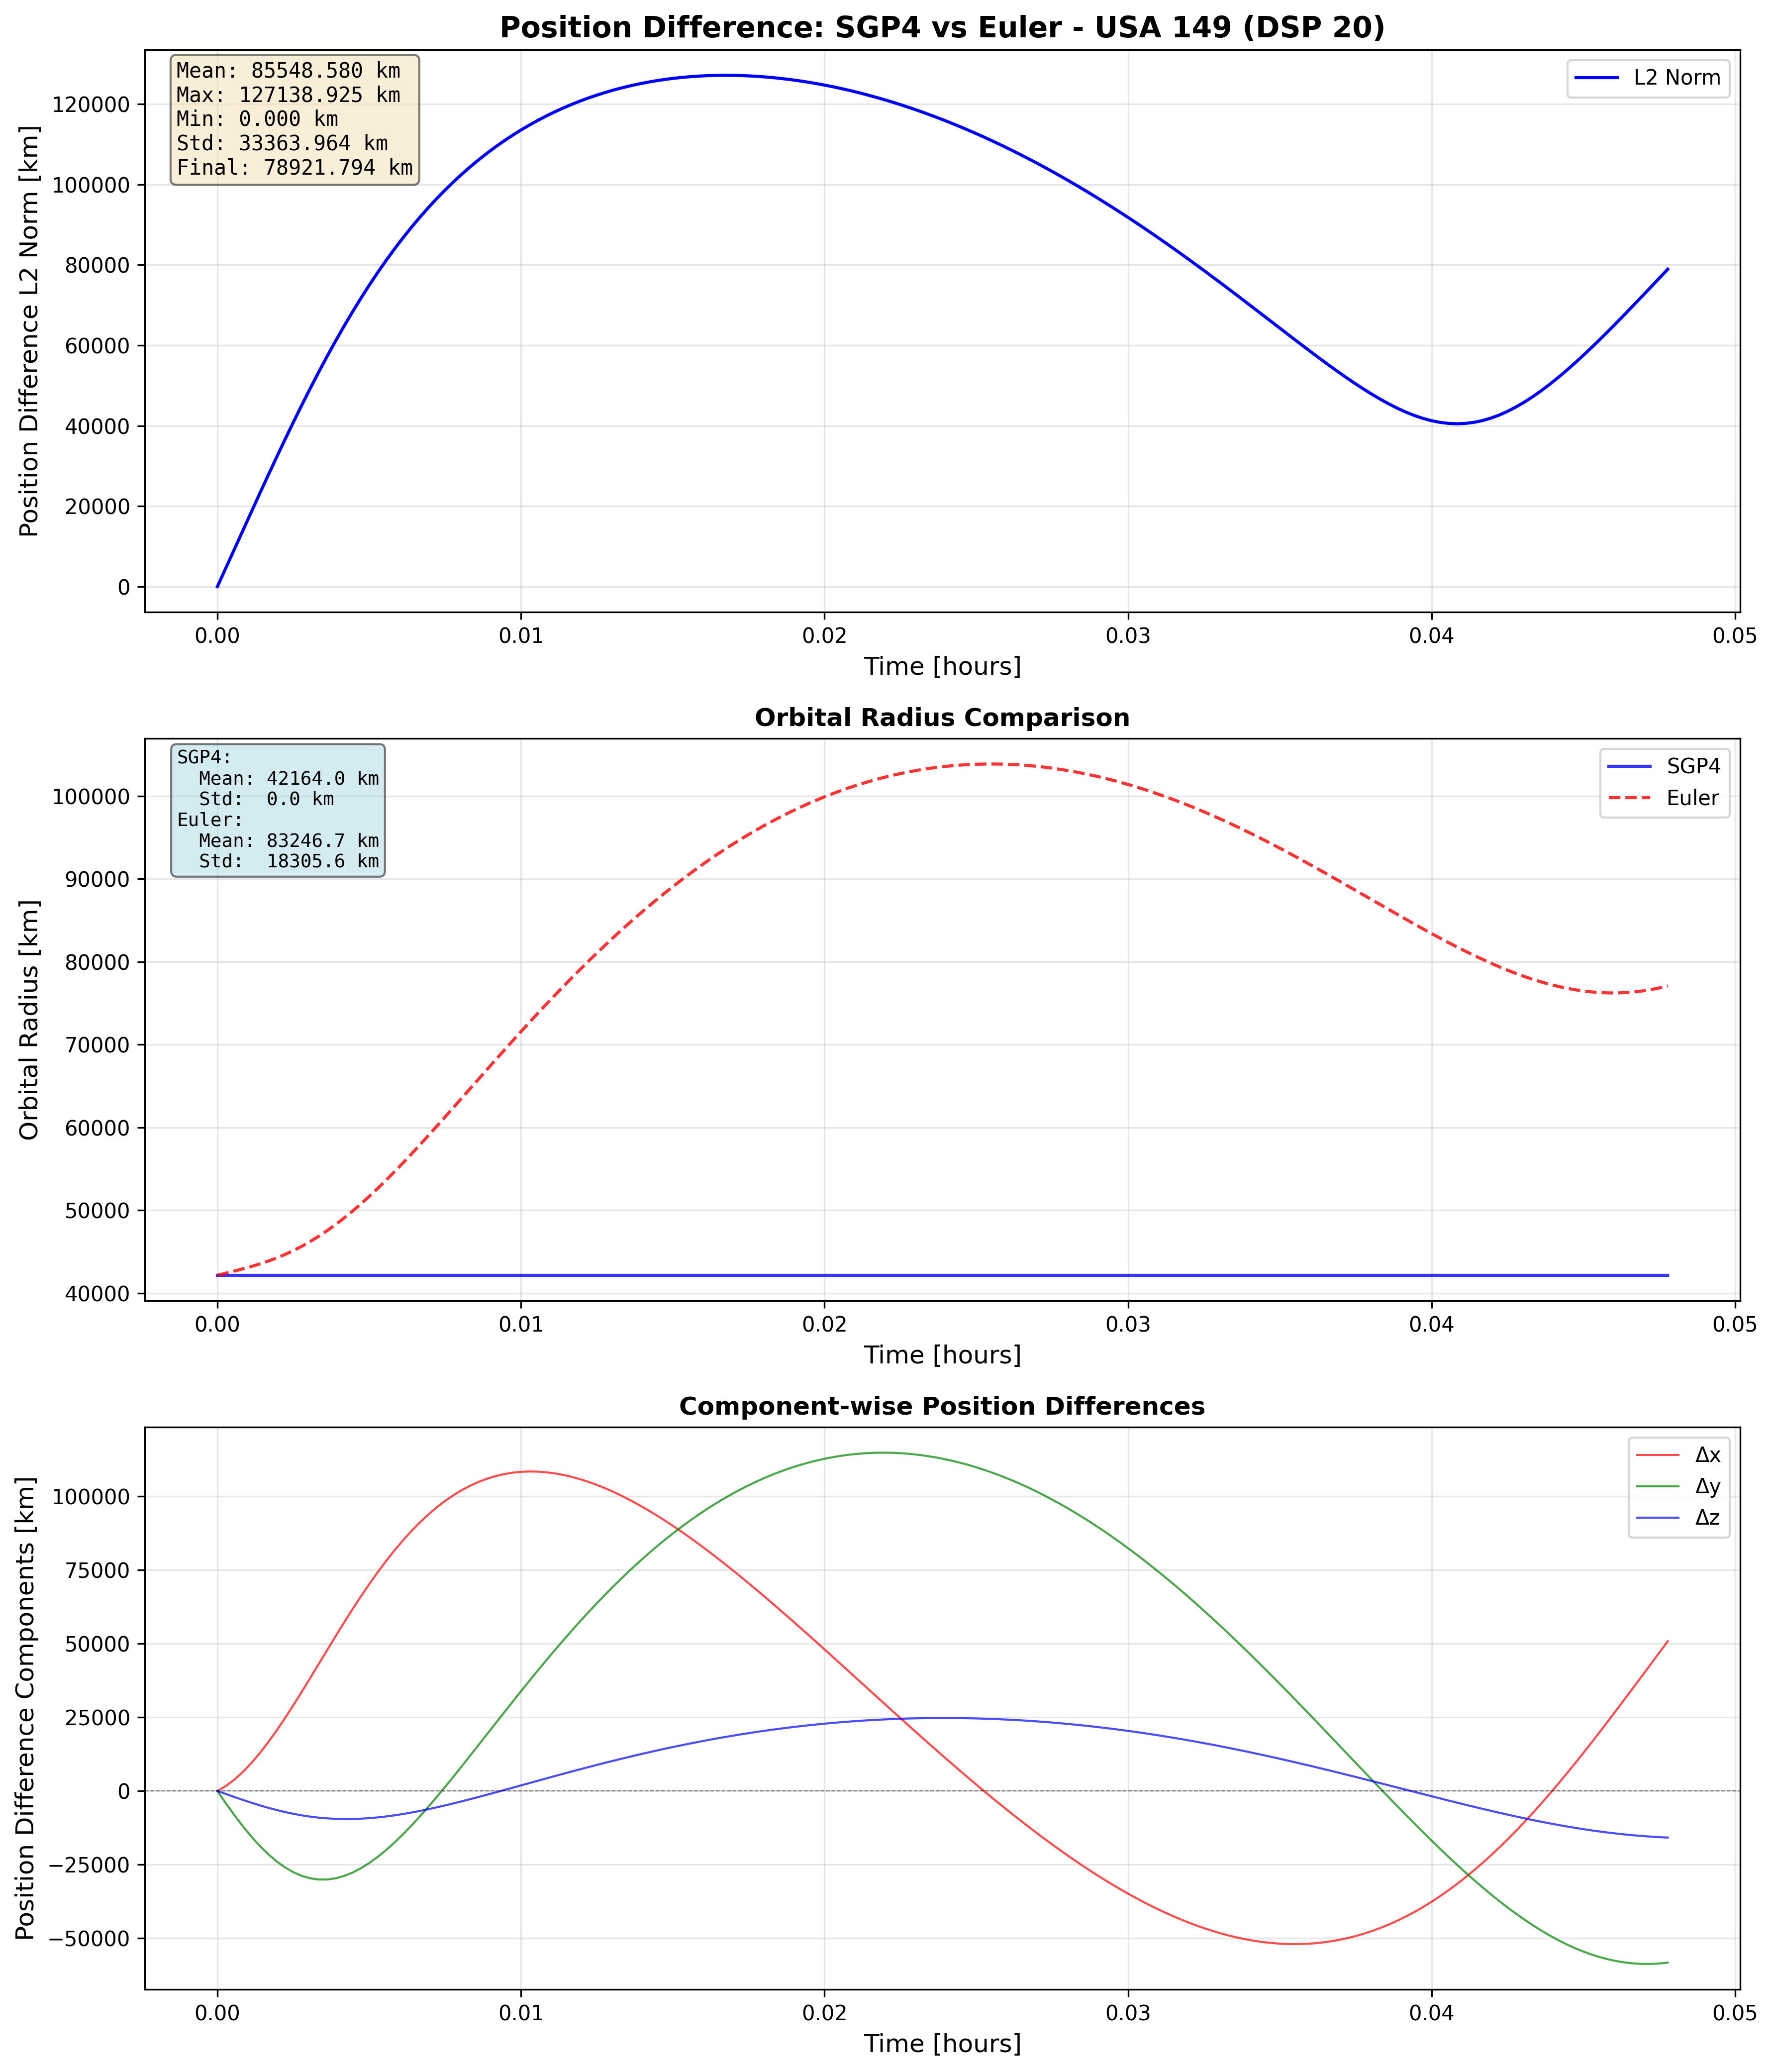 Position Difference: SGP4 vs Euler - USA 149 (DSP 20)
Mean: 85548.580 km
Max: 127138.925 km
Min: 0.000 km
Std: 33363.964 km
Final: 78921.794 km
L2 Norm
Position Difference L2 Norm [km]
120000
100000
80000
60000
40000
20000
0
0.00 0.01 0.02 0.03 0.04 0.05
Time [hours]
Orbital Radius Comparison
SGP4:
Mean: 42164.0 km
Std: 0.0 km
Euler:
Mean: 83246.7 km
Std: 18305.6 km
SGP4
Euler
Orbital Radius [km]
100000
90000
80000
70000
60000
50000
40000
0.00 0.01 0.02 0.03 0.04 0.05
Time [hours]
Component-wise Position Differences
Δx
Δy
Δz
Position Difference Components [km]
100000
75000
50000
25000
0
−25000
−50000
0.00 0.01 0.02 0.03 0.04 0.05
Time [hours]